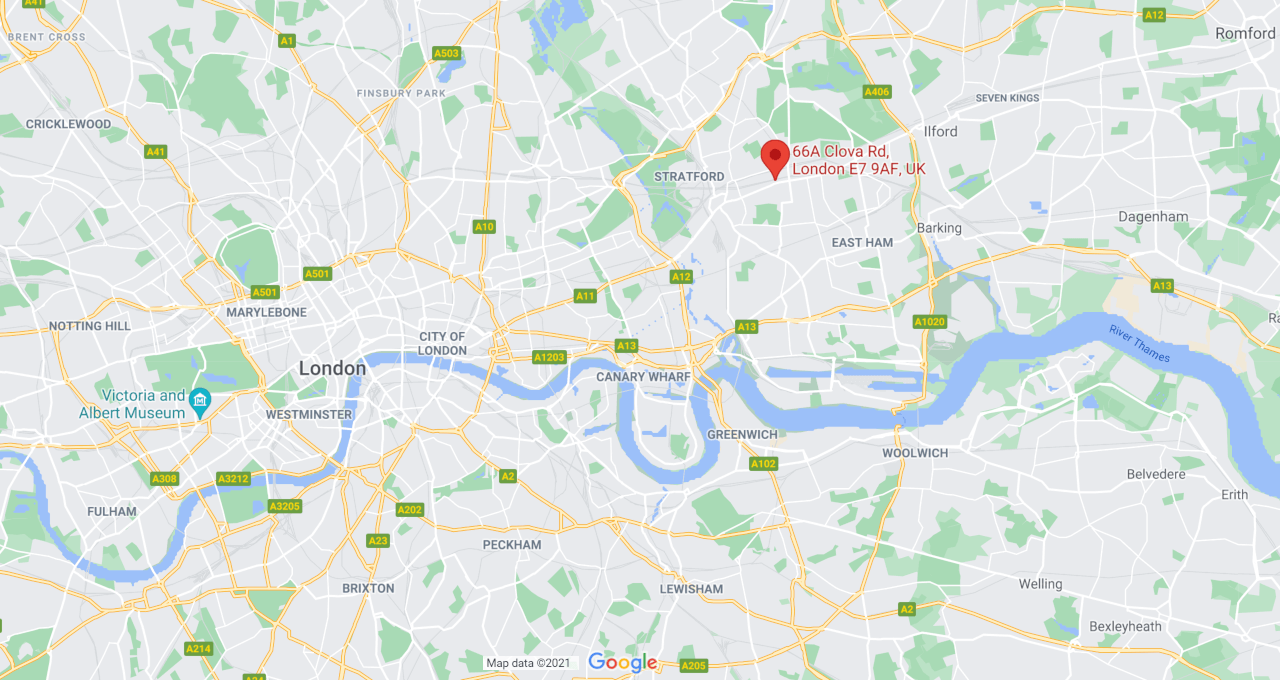 A41
A12
BRENT CROSS
A1
Romford
A503
FINSBURY PARK
A406
SEVEN KINGS
CRICKLEWOOD
Ilford
A41
66A Clova Rd,
London E7 9AF, UK
STRATFORD
Dagenham
A10
Barking
EAST HAM
A501
A12
A13
A501
A11
MARYLEBONE
NOTTING HILL
A1020
A13
River Thames
CITY OF
LONDON
A13
A1203
London
CANARY WHARF
Victoria and
Albert Museum
WESTMINSTER
GREENWICH
WOOLWICH
A102
A308
A3212
A2
Belvedere
Erith
A3205
A202
FULHAM
A23
PECKHAM
BRIXTON
LEWISHAM
Welling
A2
Bexleyheath
A214
Map data ©2021
Google
A205